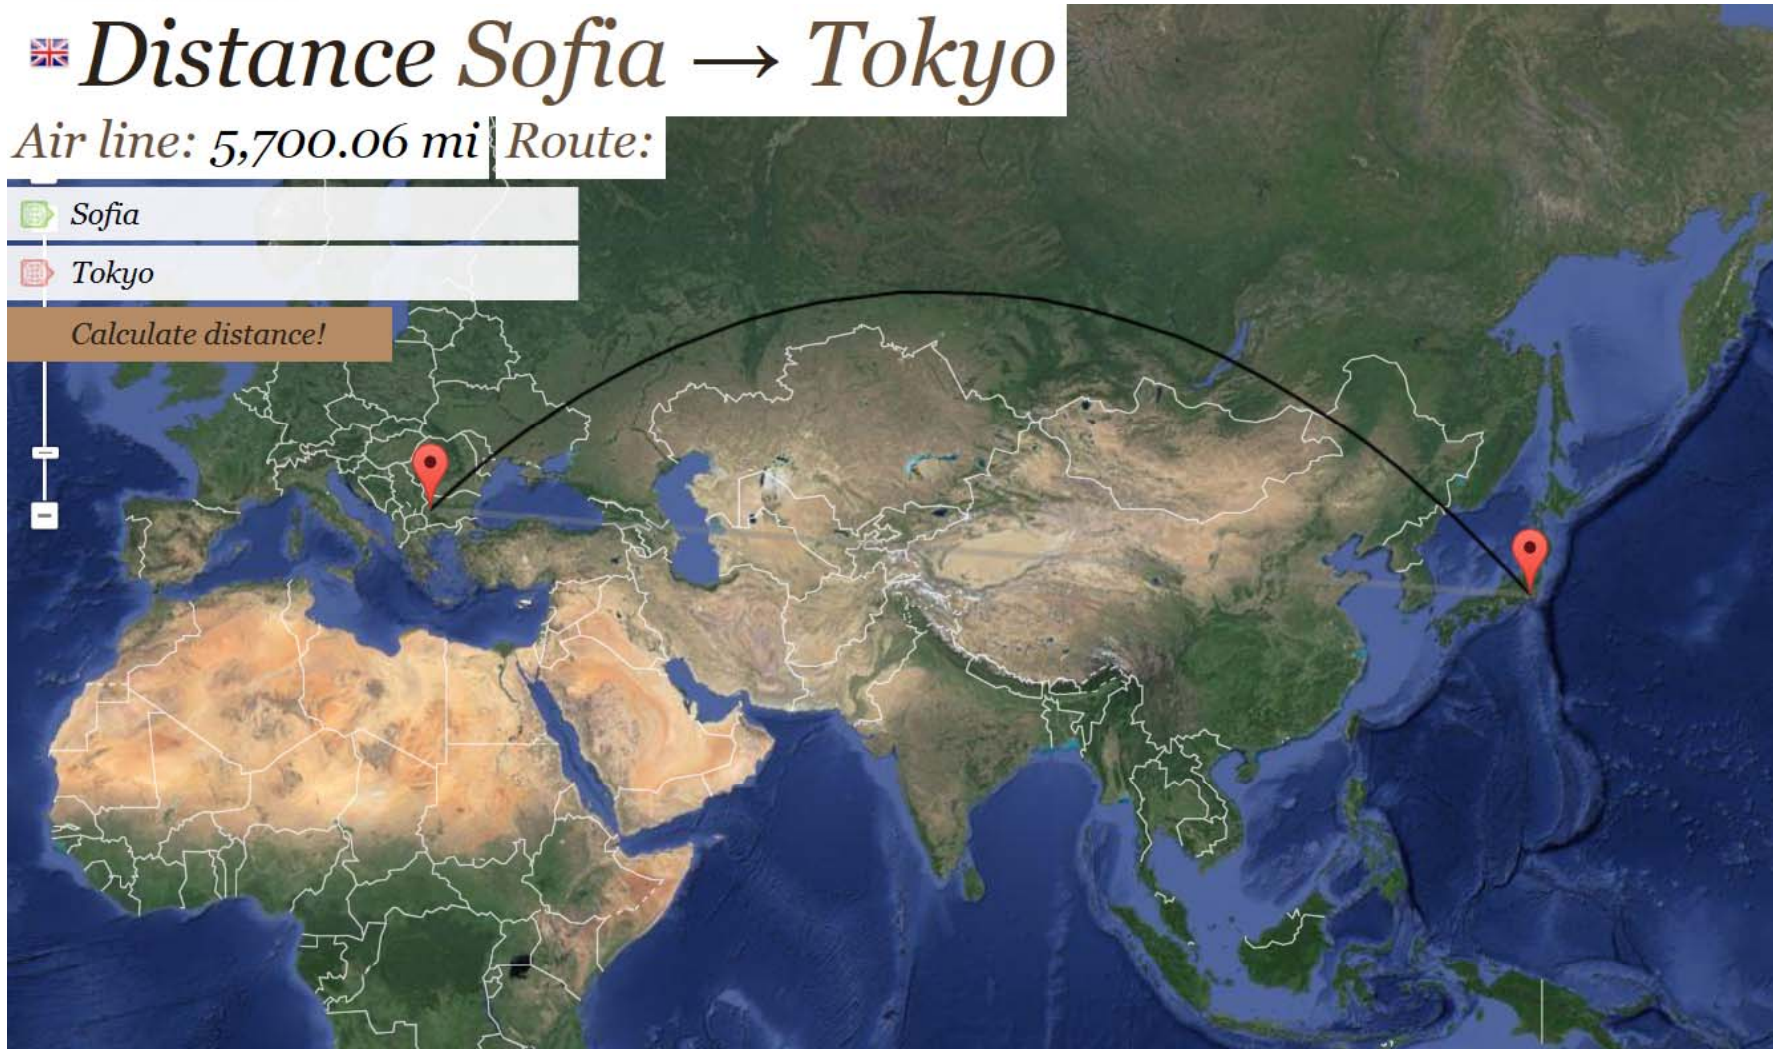 Distance Sofia → Tokyo
Air line: 5,700.06 mi Route:
Sofia
Tokyo
Calculate distance!